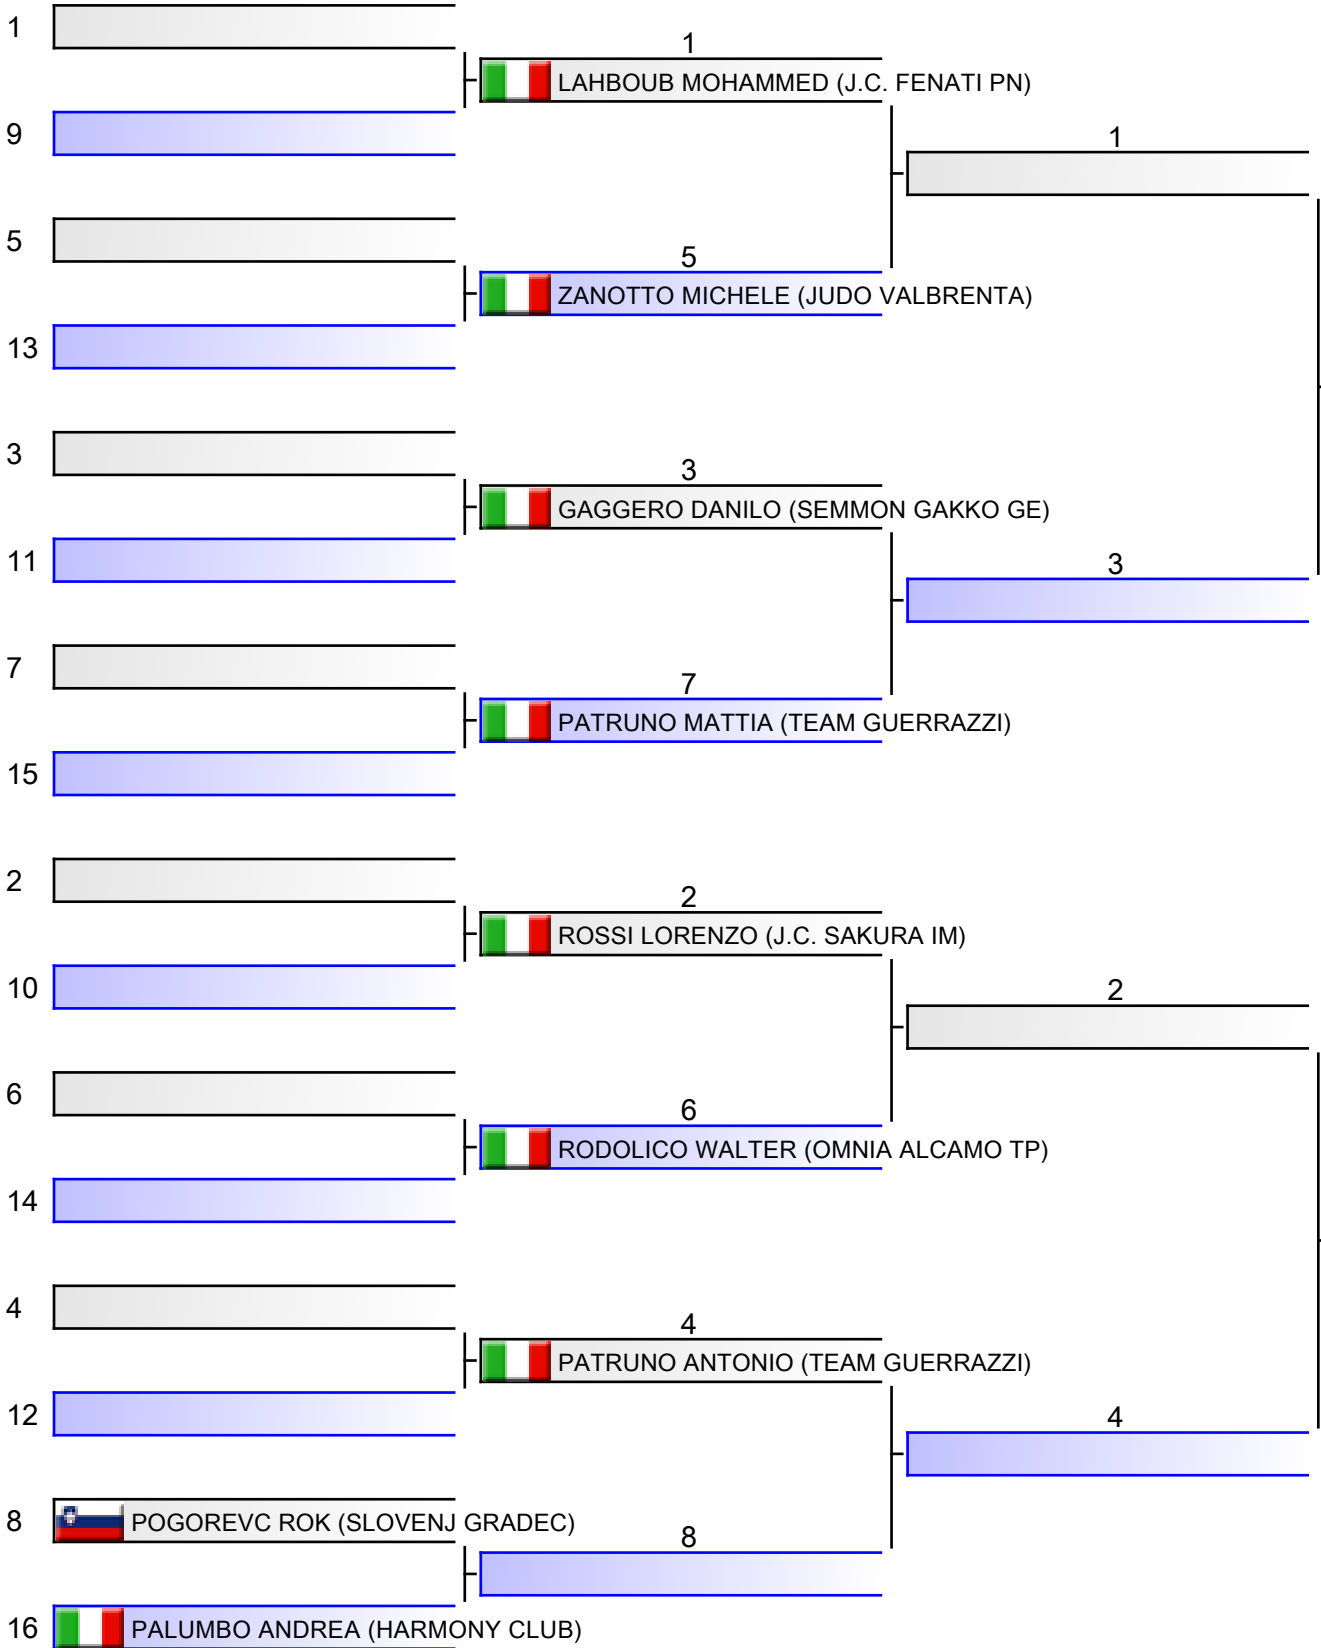 1
1
LAHBOUB MOHAMMED (J.C. FENATI PN)
9
1
5
5
ZANOTTO MICHELE (JUDO VALBRENTA)
13
3
3
GAGGERO DANILO (SEMMON GAKKO GE)
11
3
7
7
PATRUNO MATTIA (TEAM GUERRAZZI)
15
2
2
ROSSI LORENZO (J.C. SAKURA IM)
10
2
6
6
RODOLICO WALTER (OMNIA ALCAMO TP)
14
4
4
PATRUNO ANTONIO (TEAM GUERRAZZI)
12
4
8 POGOREVC ROK (SLOVENJ GRADEC)
8
16 PALUMBO ANDREA (HARMONY CLUB)